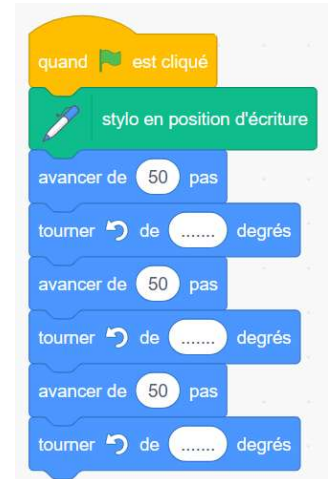 quand est cliqué
stylo en position d'écriture
avancer de 50 pas
tourner de ....... degrés
avancer de 50 pas
tourner de ....... degrés
avancer de 50 pas
tourner de ....... degrés